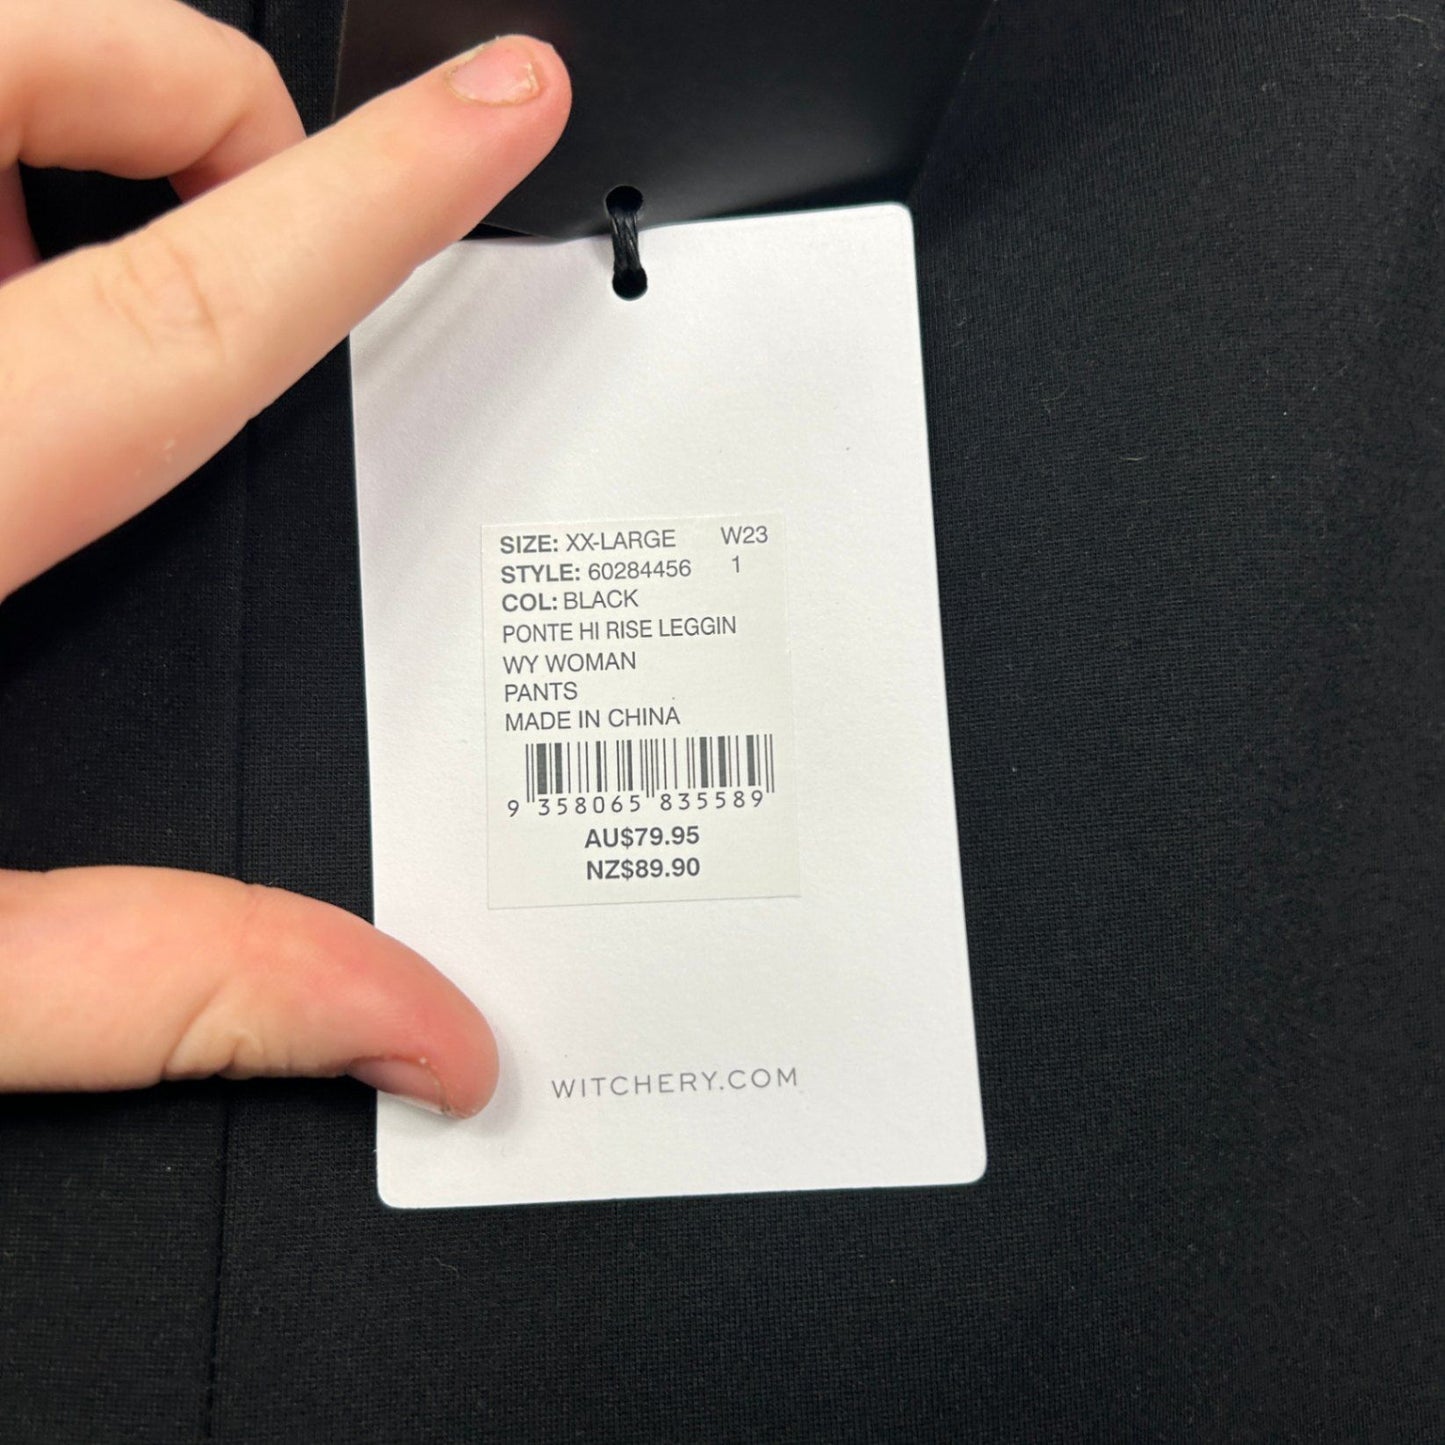 SIZE: XX-LARGE W23
STYLE: 60284456 1
COL: BLACK
PONTE HI RISE LEGGIN
WY WOMAN
PANTS
MADE IN CHINA
9 358065 835589
AU$79.95
NZ$89.90
WITCHERY.COM